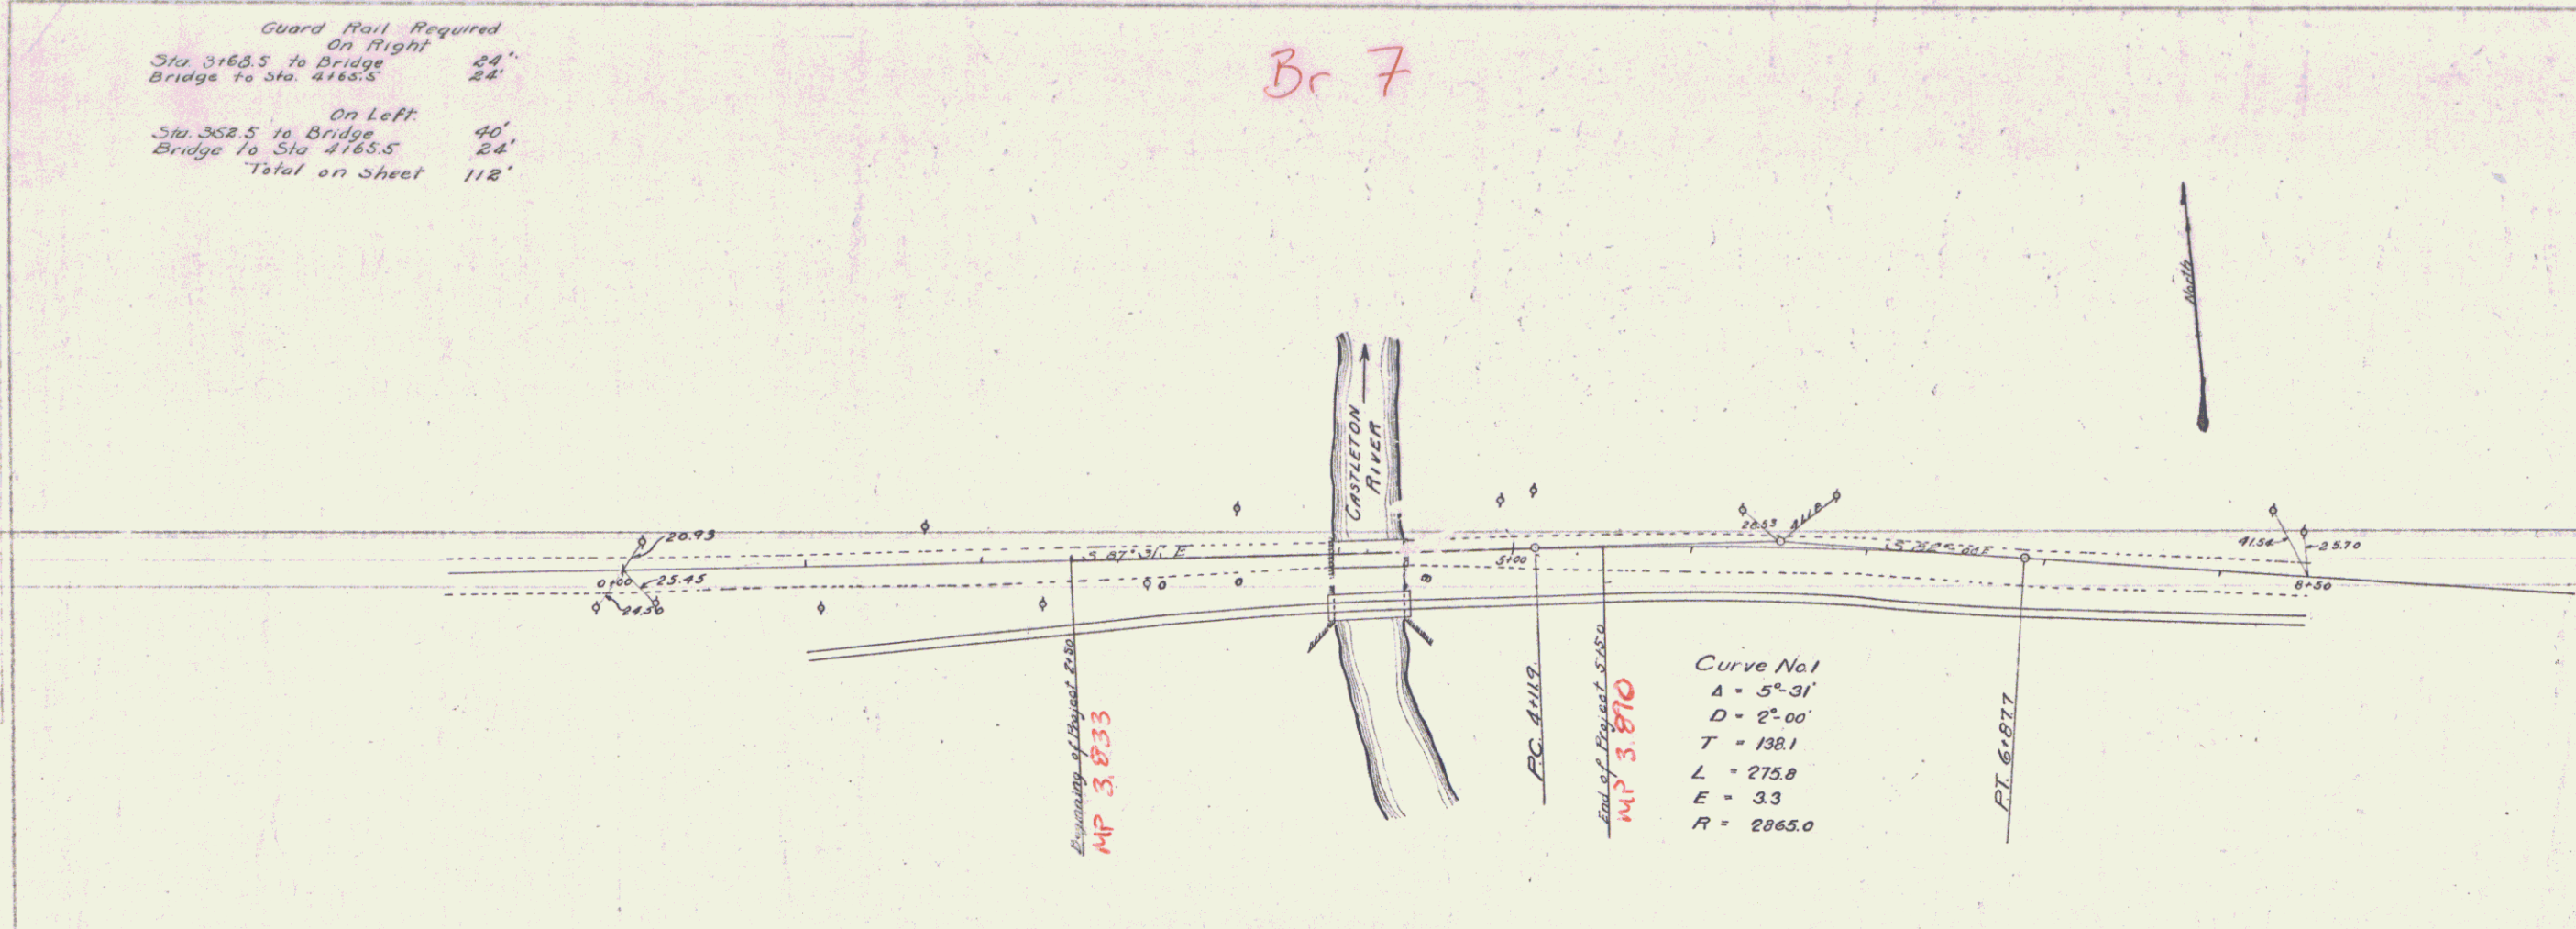 Guard Rail Required
On Right
Sta. 3+68.5 to Bridge 24'
Bridge to Sta. 4+65.5 24'
On Left.
Sta. 352.5 to Bridge 40'
Bridge to Sta 4+65.5 24'
Total on Sheet 112'
Br 7
North
CASTLETON
RIVER
20.93
0+00
25.45
24.50
S 87°-31' E
5+00
28.53
41.54
25.70
8+50
Beginning of Project 2+50
MP 3.833
P.C. 4+11.9
End of Project 5+50
MP 3.890
Curve No.1
Δ = 5°-31'
D = 2°-00'
T = 138.1
L = 275.8
E = 3.3
R = 2865.0
P.T. 6+87.7